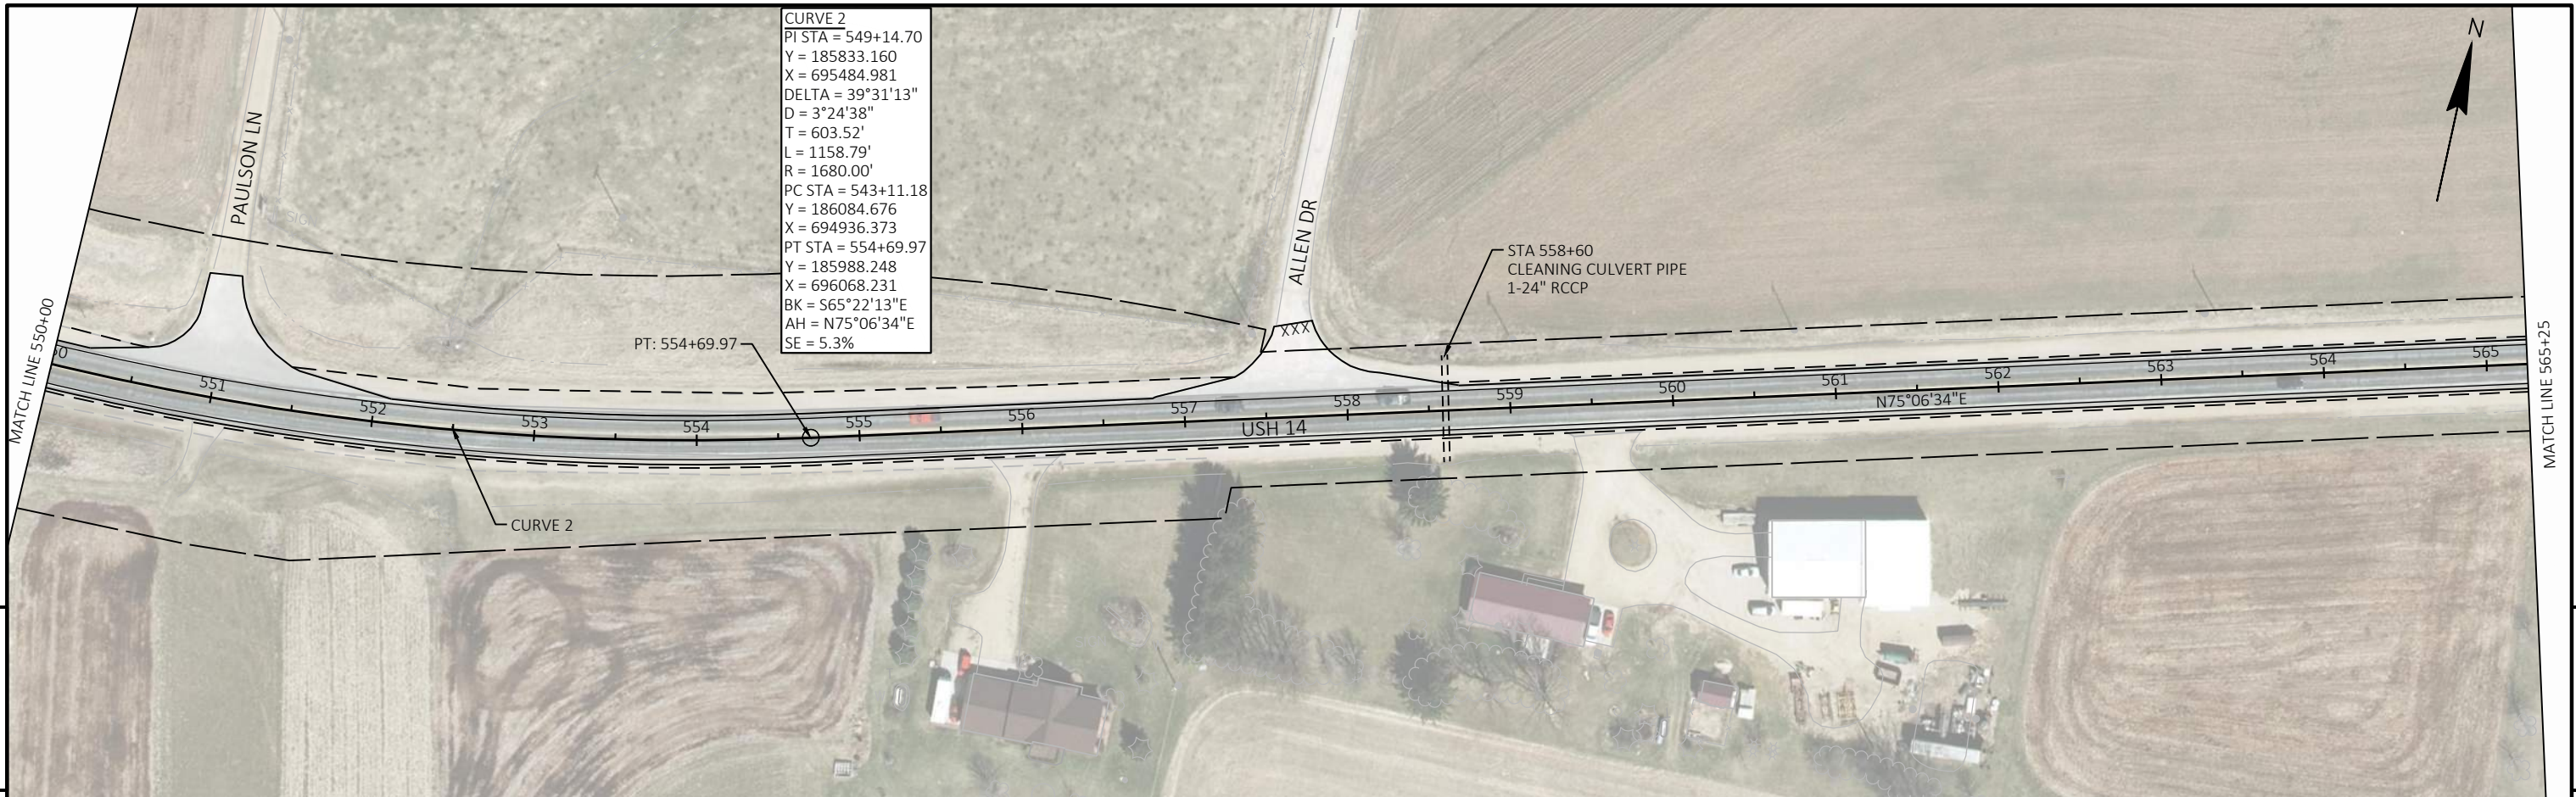 CURVE 2
PI STA = 549+14.70
Y = 185833.160
X = 695484.981
DELTA = 39°31'13"
D = 3°24'38"
T = 603.52'
L = 1158.79'
R = 1680.00'
PC STA = 543+11.18
Y = 186084.676
X = 694936.373
PT STA = 554+69.97
Y = 185988.248
X = 696068.231
BK = S65°22'13"E
AH = N75°06'34"E
SE = 5.3%
N
PAULSON LN
ALLEN DR
STA 558+60
CLEANING CULVERT PIPE
1-24" RCCP
XXX
MATCH LINE 550+00
MATCH LINE 565+25
PT: 554+69.97
551
552
553
554
555
556
557
558
559
560
561
562
563
564
565
N75°06'34"E
USH 14
CURVE 2